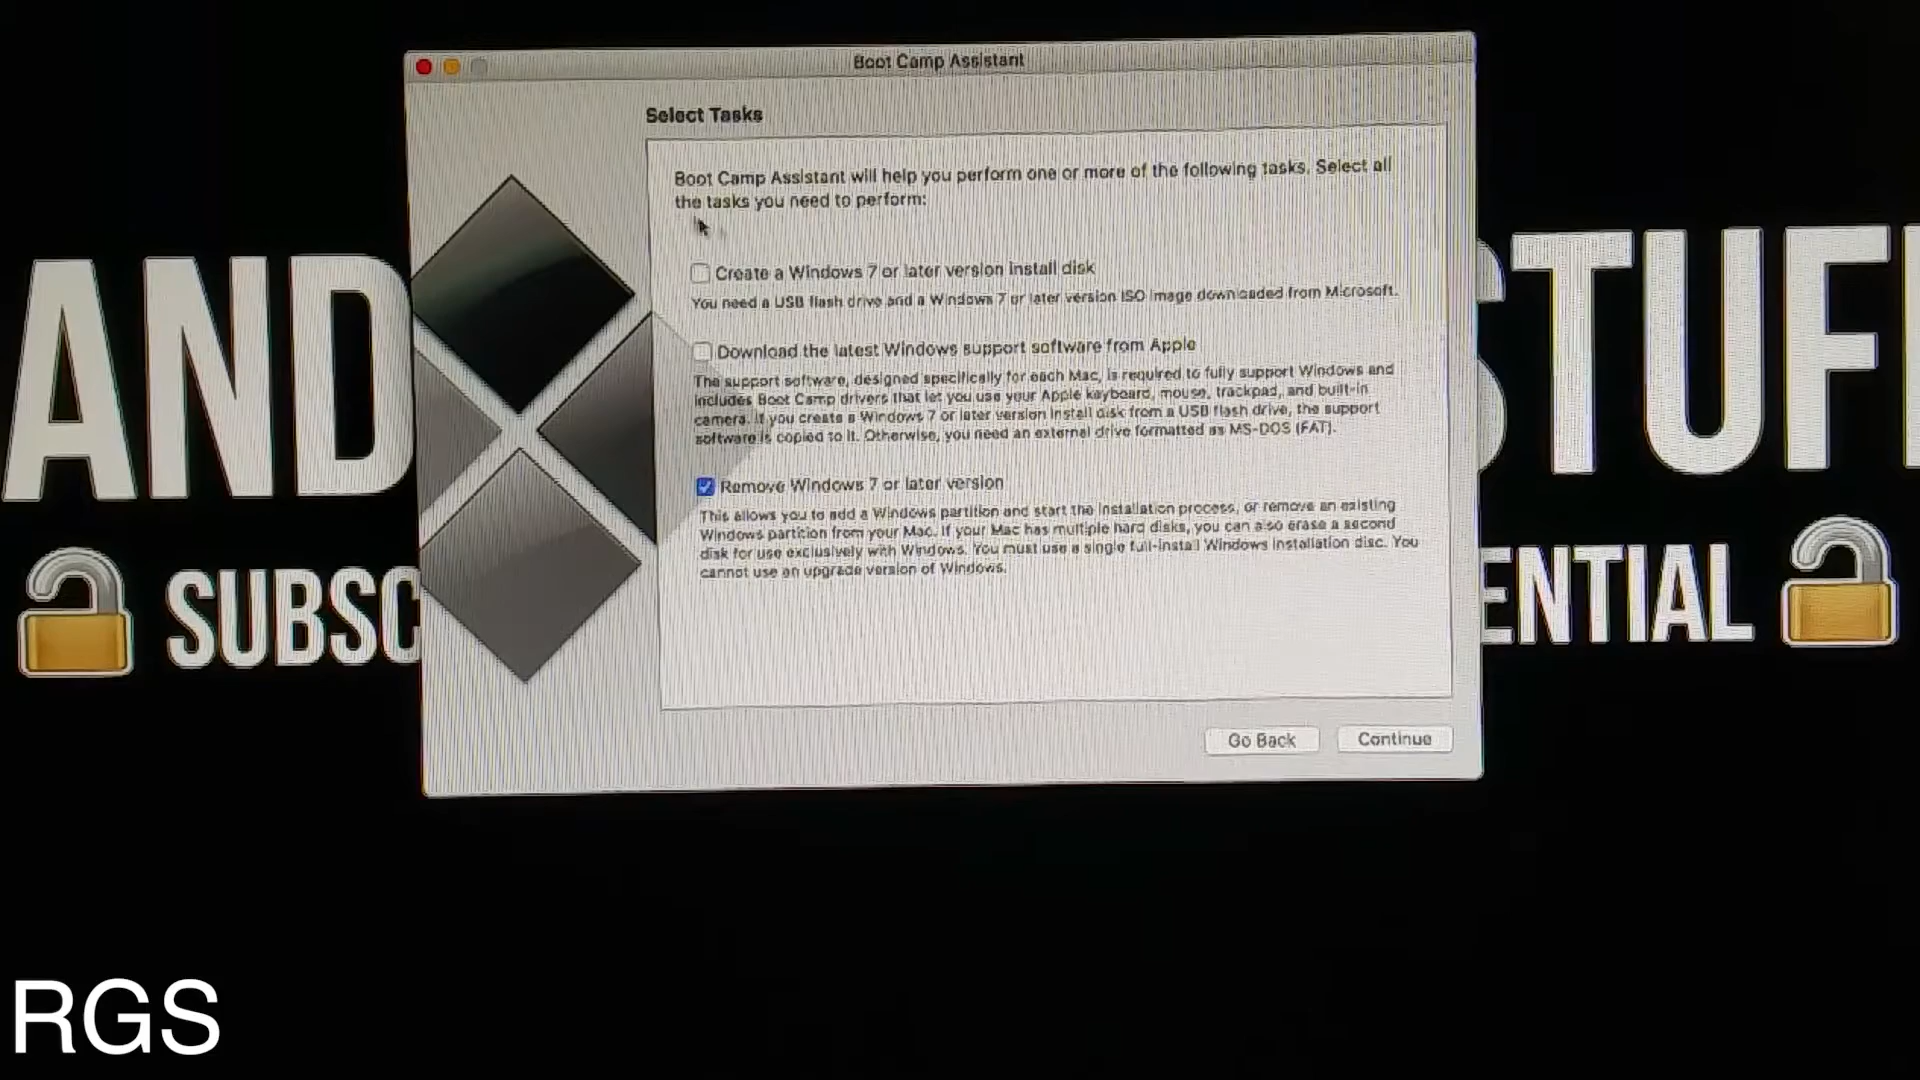 Boot Camp Assistant
Select Tasks
Boot Camp Assistant will help you perform one or more of the following tasks. Select all
the tasks you need to perform:
Create a Windows 7 or later version install disk
You need a USB flash drive and a Windows 7 or later version ISO image downloaded from Microsoft.
Download the latest Windows support software from Apple
The support software, designed specifically for each Mac, is required to fully support Windows and
includes Boot Camp drivers that let you use your Apple keyboard, mouse, trackpad, and built-in
camera. If you create a Windows 7 or later version install disk from a USB flash drive, the support
software is copied to it. Otherwise, you need an external drive formatted as MS-DOS (FAT).
Remove Windows 7 or later version
This allows you to add a Windows partition and start the installation process, or remove an existing
Windows partition from your Mac. If your Mac has multiple hard disks, you can also erase a second
disk for use exclusively with Windows. You must use a single full-install Windows installation disc. You
cannot use an upgrade version of Windows.
Go Back Continue
AND STUF
SUBSC ENTIAL
RGS